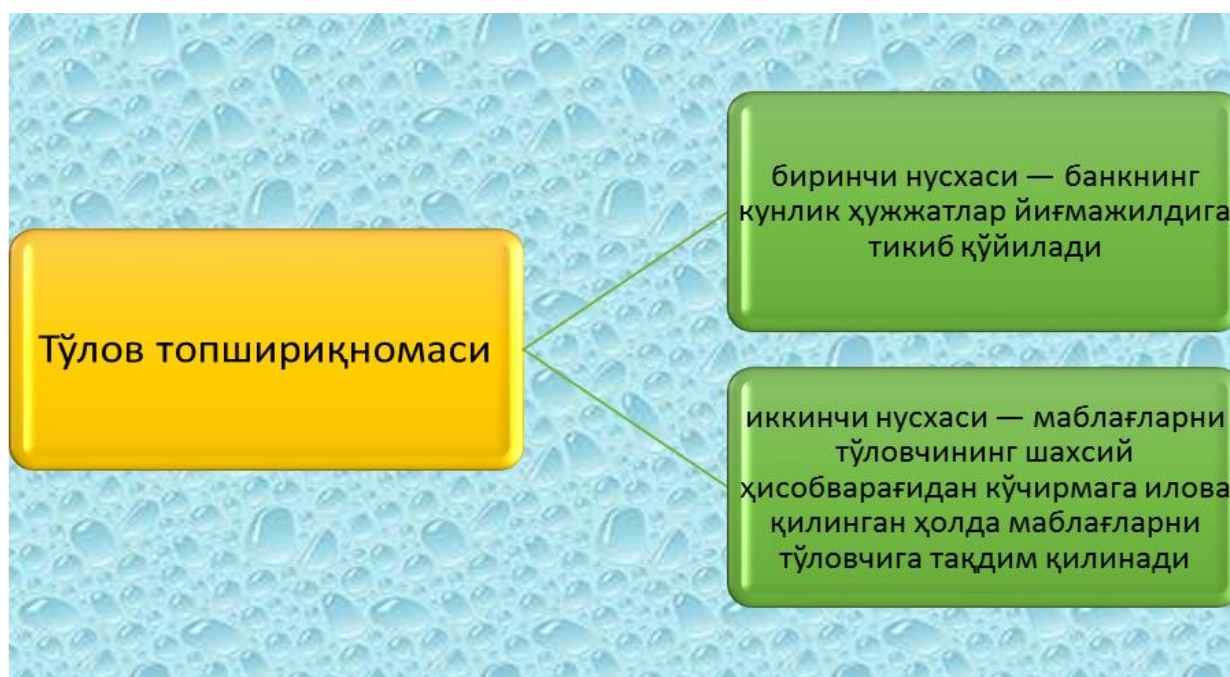 Тўлов топшириқномаси
биринчи нусхаси — банкнинг
кунлик ҳужжатлар йиғмажилдига
тикиб қўйилади
иккинчи нусхаси — маблағларни
тўловчининг шахсий
ҳисобварағидан кўчирмага илова
қилинган ҳолда маблағларни
тўловчига тақдим қилинади